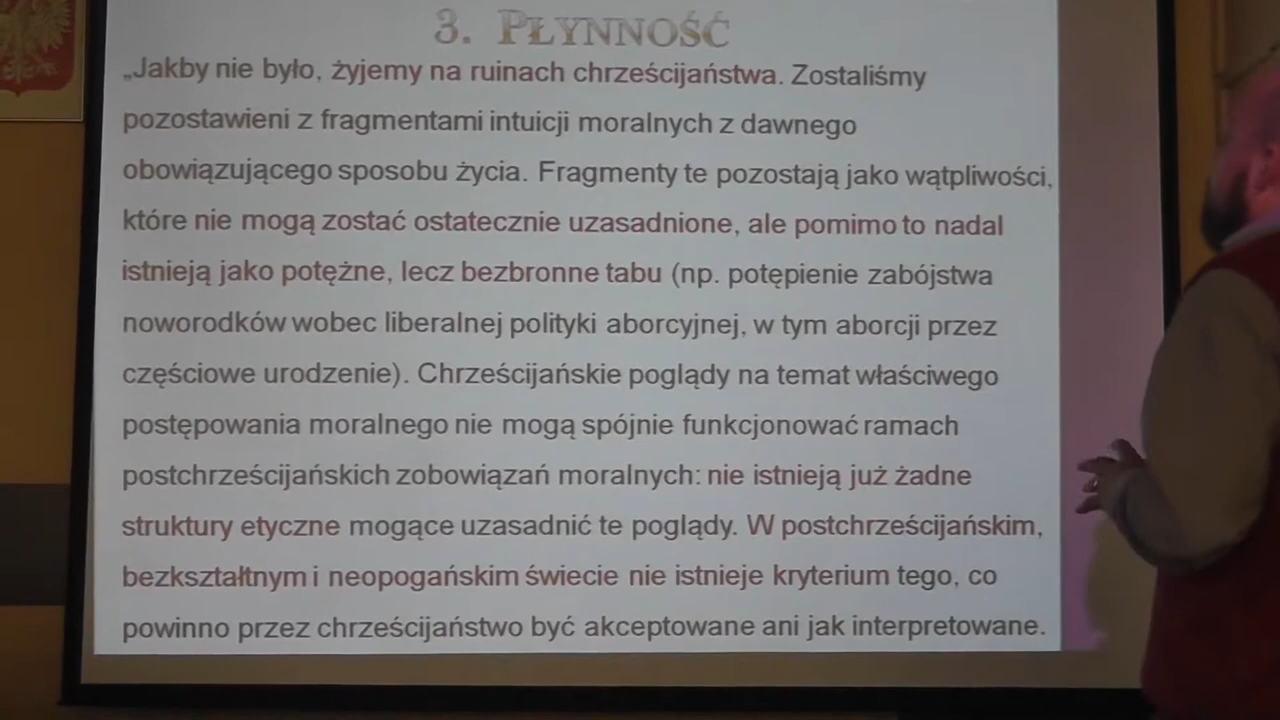 3. PŁYNNOŚĆ
„Jakby nie było, żyjemy na ruinach chrześcijaństwa. Zostaliśmy
pozostawieni z fragmentami intuicji moralnych z dawnego
obowiązującego sposobu życia. Fragmenty te pozostają jako wątpliwości,
które nie mogą zostać ostatecznie uzasadnione, ale pomimo to nadal
istnieją jako potężne, lecz bezbronne tabu (np. potępienie zabójstwa
noworodków wobec liberalnej polityki aborcyjnej, w tym aborcji przez
częściowe urodzenie). Chrześcijańskie poglądy na temat właściwego
postępowania moralnego nie mogą spójnie funkcjonować ramach
postchrześcijańskich zobowiązań moralnych: nie istnieją już żadne
struktury etyczne mogące uzasadnić te poglądy. W postchrześcijańskim,
bezkształtnym i neopogańskim świecie nie istnieje kryterium tego, co
powinno przez chrześcijaństwo być akceptowane ani jak interpretowane.